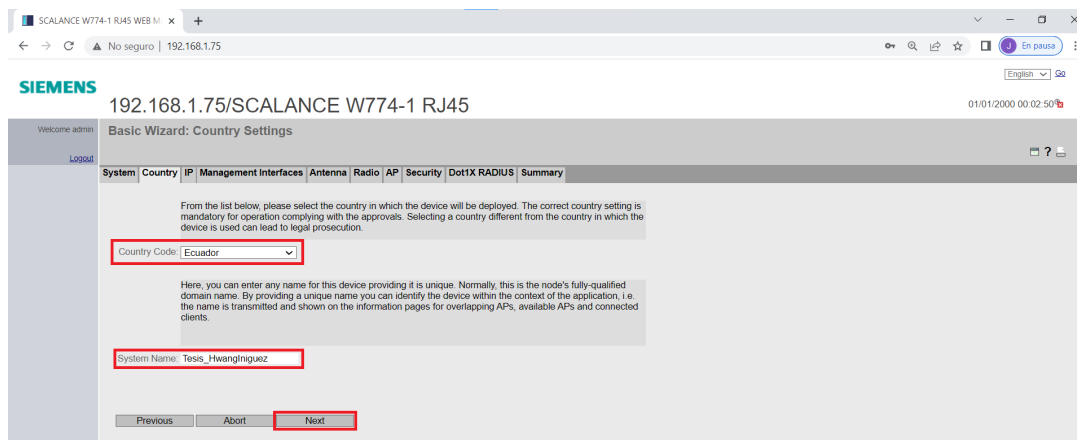 SCALANCE W774-1 RJ45 WEB M
No seguro | 192.168.1.75
J En pausa
English Go
SIEMENS
192.168.1.75/SCALANCE W774-1 RJ45
01/01/2000 00:02:50
Welcome admin
Basic Wizard: Country Settings
Logout
?
System Country IP Management Interfaces Antenna Radio AP Security Dot1X RADIUS Summary
From the list below, please select the country in which the device will be deployed. The correct country setting is
mandatory for operation complying with the approvals. Selecting a country different from the country in which the
device is used can lead to legal prosecution.
Country Code: Ecuador
Here, you can enter any name for this device providing it is unique. Normally, this is the node's fully-qualified
domain name. By providing a unique name you can identify the device within the context of the application, i.e.
the name is transmitted and shown on the information pages for overlapping APs, available APs and connected
clients.
System Name: Tesis_HwangIniguez
Previous Abort Next